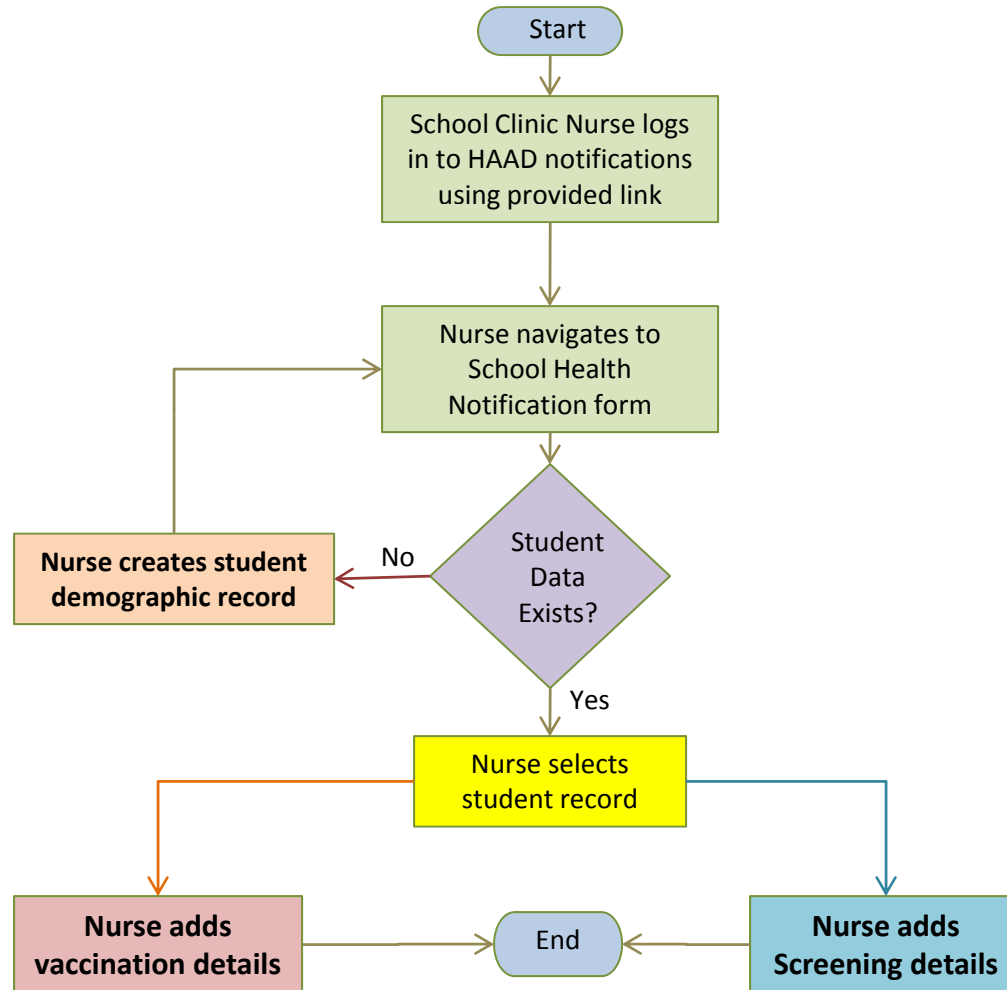 Start
School Clinic Nurse logs
in to HAAD notifications
using provided link
Nurse navigates to
School Health
Notification form
Student
Data
Exists?
No
Nurse creates student
demographic record
Yes
Nurse selects
student record
Nurse adds
vaccination details
End
Nurse adds
Screening details